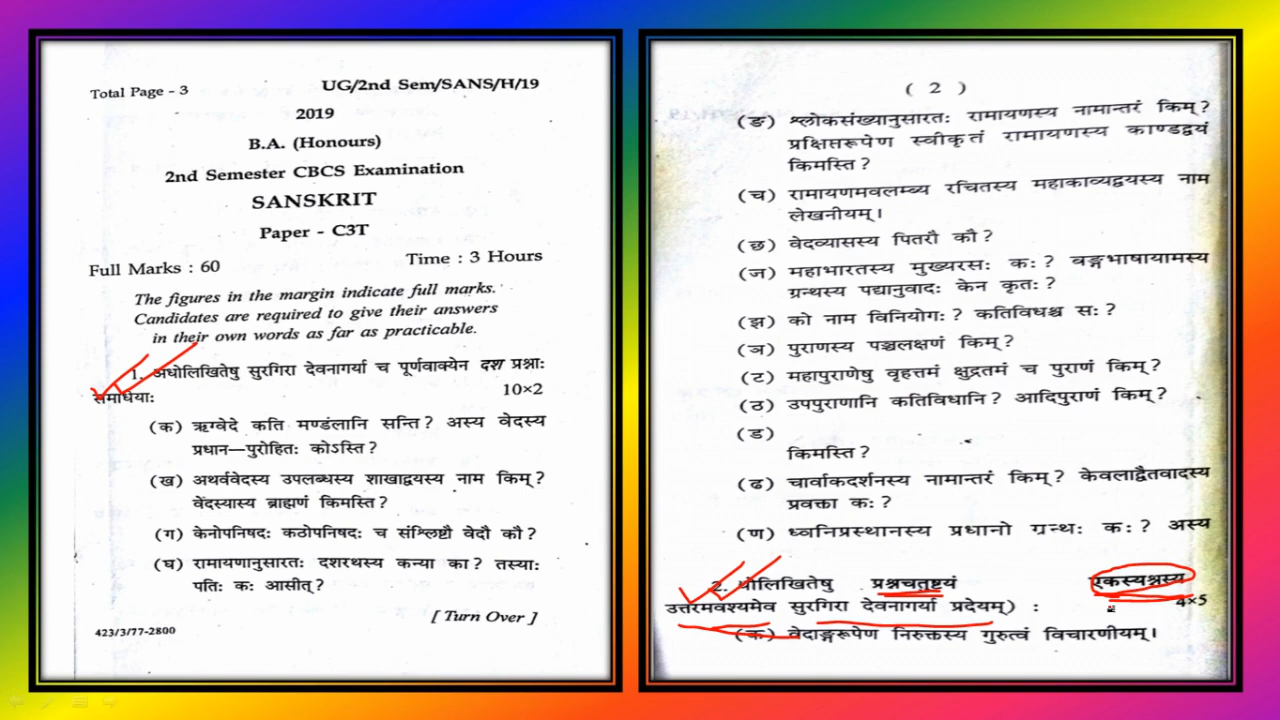 Total Page - 3
UG/2nd Sem/SANS/H/19
2019
B.A. (Honours)
2nd Semester CBCS Examination
SANSKRIT
Paper - C3T
Full Marks : 60
Time : 3 Hours
The figures in the margin indicate full marks.
Candidates are required to give their answers
in their own words as far as practicable.
1. अधोलिखितेषु सुरगिरा देवनागर्या च पूर्णवाक्येन दश प्रश्नाः
समाधेयाः 10×2
(क) ऋग्वेदे कति मण्डंलानि सन्ति? अस्य वेदस्य
प्रधान—पुरोहितः कोऽस्ति?
(ख) अथर्ववेदस्य उपलब्धस्य शाखाद्वयस्य नाम किम्?
वेंदस्यास्य ब्राह्मणं किमस्ति?
(ग) केनोपनिषदः कठोपनिषदः च संश्लिष्टौ वेदौ कौ?
(घ) रामायणानुसारतः दशरथस्य कन्या का? तस्याः
पतिः कः आसीत्?
[ Turn Over ]
423/3/77-2800
( 2 )
(ङ) श्लोकसंख्यानुसारतः रामायणस्य नामान्तरं किम्?
प्रक्षिप्तरूपेण स्वीकृतं रामायणस्य काण्डद्वयं
किमस्ति?
(च) रामायणमवलम्ब्य रचितस्य महाकाव्यद्वयस्य नाम
लेखनीयम्।
(छ) वेदव्यासस्य पितरौ कौ?
(ज) महाभारतस्य मुख्यरसः कः? वङ्गभाषायामस्य
ग्रन्थस्य पद्यानुवादः केन कृतः?
(झ) को नाम विनियोगः? कतिविधश्च सः?
(ञ) पुराणस्य पञ्चलक्षणं किम्?
(ट) महापुराणेषु वृहत्तमं क्षुद्रतमं च पुराणं किम्?
(ठ) उपपुराणानि कतिविधानि? आदिपुराणं किम्?
(ड)
किमस्ति?
(ढ) चार्वाकदर्शनस्य नामान्तरं किम्? केवलाद्वैतवादस्य
प्रवक्ता कः?
(ण) ध्वनिप्रस्थानस्य प्रधानो ग्रन्थः कः? अस्य
2. धोलिखितेषु प्रश्नचतुष्टयं एकस्यप्रश्नस्य
उत्तरमवश्यमेव सुरगिरा देवनागर्या प्रदेयम्) : 4×5
(क) वेदाङ्गरूपेण निरुक्तस्य गुरुत्वं विचारणीयम्।